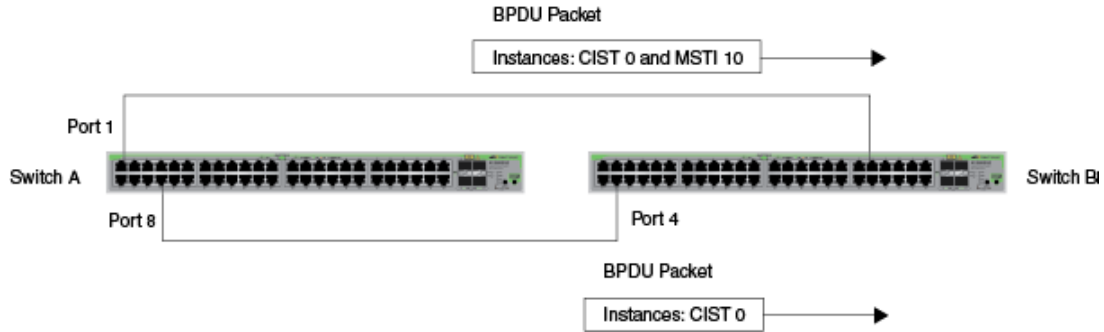 BPDU Packet
Instances: CIST 0 and MSTI 10
Port 1
Switch A
Switch B
Port 8
Port 4
BPDU Packet
Instances: CIST 0